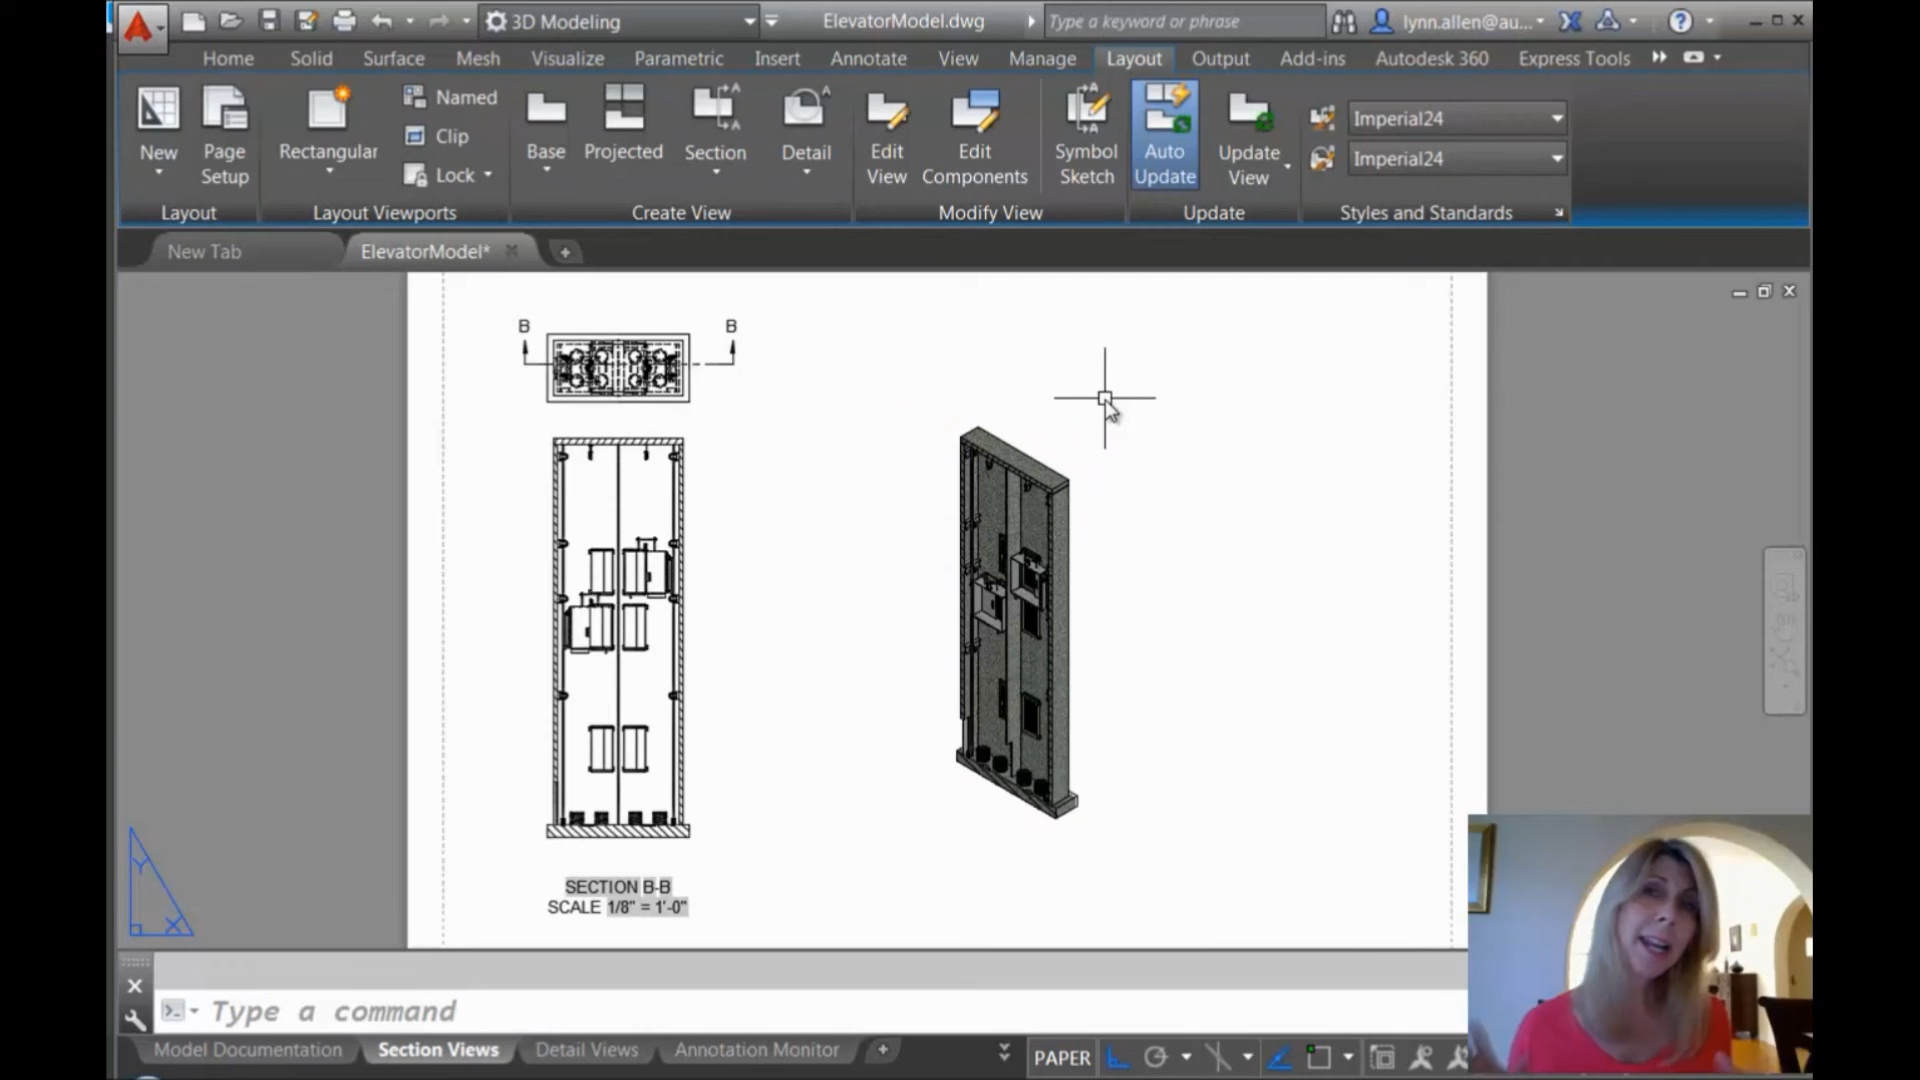 3D Modeling
ElevatorModel.dwg
Type a keyword or phrase
lynn.allen@au...
Home Solid Surface Mesh Visualize Parametric Insert Annotate View Manage Layout Output Add-ins Autodesk 360 Express Tools
New
Page Setup
Rectangular
Named
Clip
Lock
Base
Projected
Section
Detail
Edit View
Edit Components
Symbol Sketch
Auto Update
Update View
Imperial24
Imperial24
Layout
Layout Viewports
Create View
Modify View
Update
Styles and Standards
New Tab
ElevatorModel*
B B
SECTION B-B
SCALE 1/8" = 1'-0"
Y
X
Type a command
Model Documentation Section Views Detail Views Annotation Monitor
PAPER